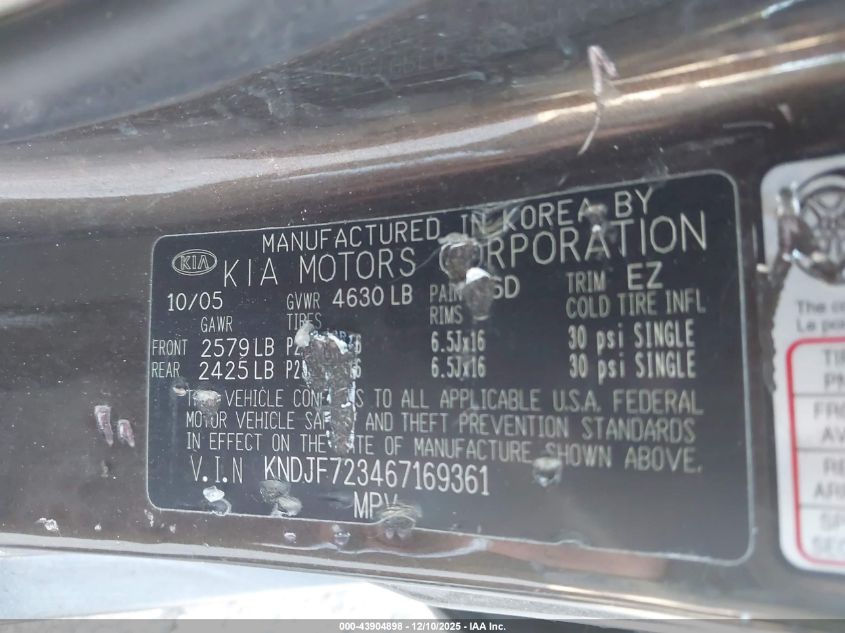 MANUFACTURED IN KOREA BY
KIA KIA MOTORS CORPORATION
10/05 GVWR 4630 LB TRIM EZ
GAWR TIRES RIMS COLD TIRE INFL
FRONT 2579 LB 6.5Jx16 30 psi SINGLE
REAR 2425 LB 6.5Jx16 30 psi SINGLE
THIS VEHICLE CONFORMS TO ALL APPLICABLE U.S.A. FEDERAL
MOTOR VEHICLE SAFETY AND THEFT PREVENTION STANDARDS
IN EFFECT ON THE DATE OF MANUFACTURE SHOWN ABOVE.
V.I.N KNDJF723467169361
MPV
The
Le
000-43904898 - 12/10/2025 - IAA Inc.